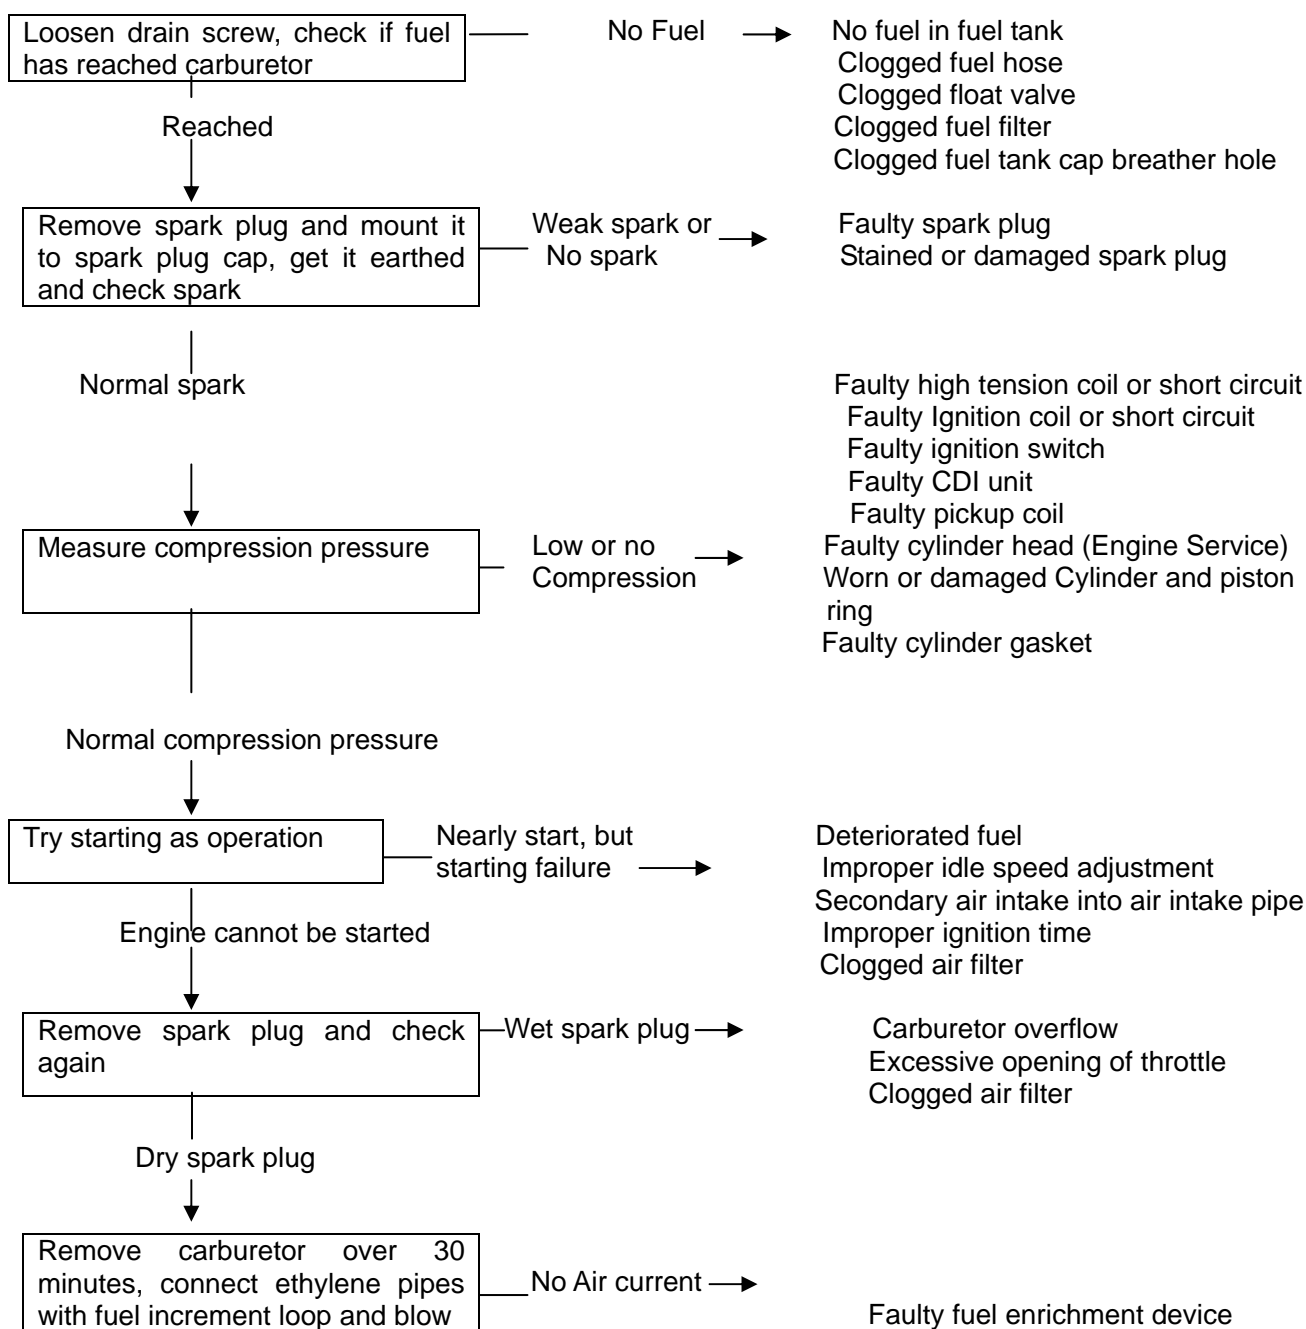 Loosen drain screw, check if fuel
has reached carburetor
No Fuel
No fuel in fuel tank
Clogged fuel hose
Clogged float valve
Clogged fuel filter
Clogged fuel tank cap breather hole
Reached
Remove spark plug and mount it
to spark plug cap, get it earthed
and check spark
Weak spark or
No spark
Faulty spark plug
Stained or damaged spark plug
Normal spark
Faulty high tension coil or short circuit
Faulty Ignition coil or short circuit
Faulty ignition switch
Faulty CDI unit
Faulty pickup coil
Measure compression pressure
Low or no
Compression
Faulty cylinder head (Engine Service)
Worn or damaged Cylinder and piston
ring
Faulty cylinder gasket
Normal compression pressure
Try starting as operation
Nearly start, but
starting failure
Deteriorated fuel
Improper idle speed adjustment
Secondary air intake into air intake pipe
Improper ignition time
Clogged air filter
Engine cannot be started
Remove spark plug and check
again
Wet spark plug
Carburetor overflow
Excessive opening of throttle
Clogged air filter
Dry spark plug
Remove carburetor over 30
minutes, connect ethylene pipes
with fuel increment loop and blow
No Air current
Faulty fuel enrichment device